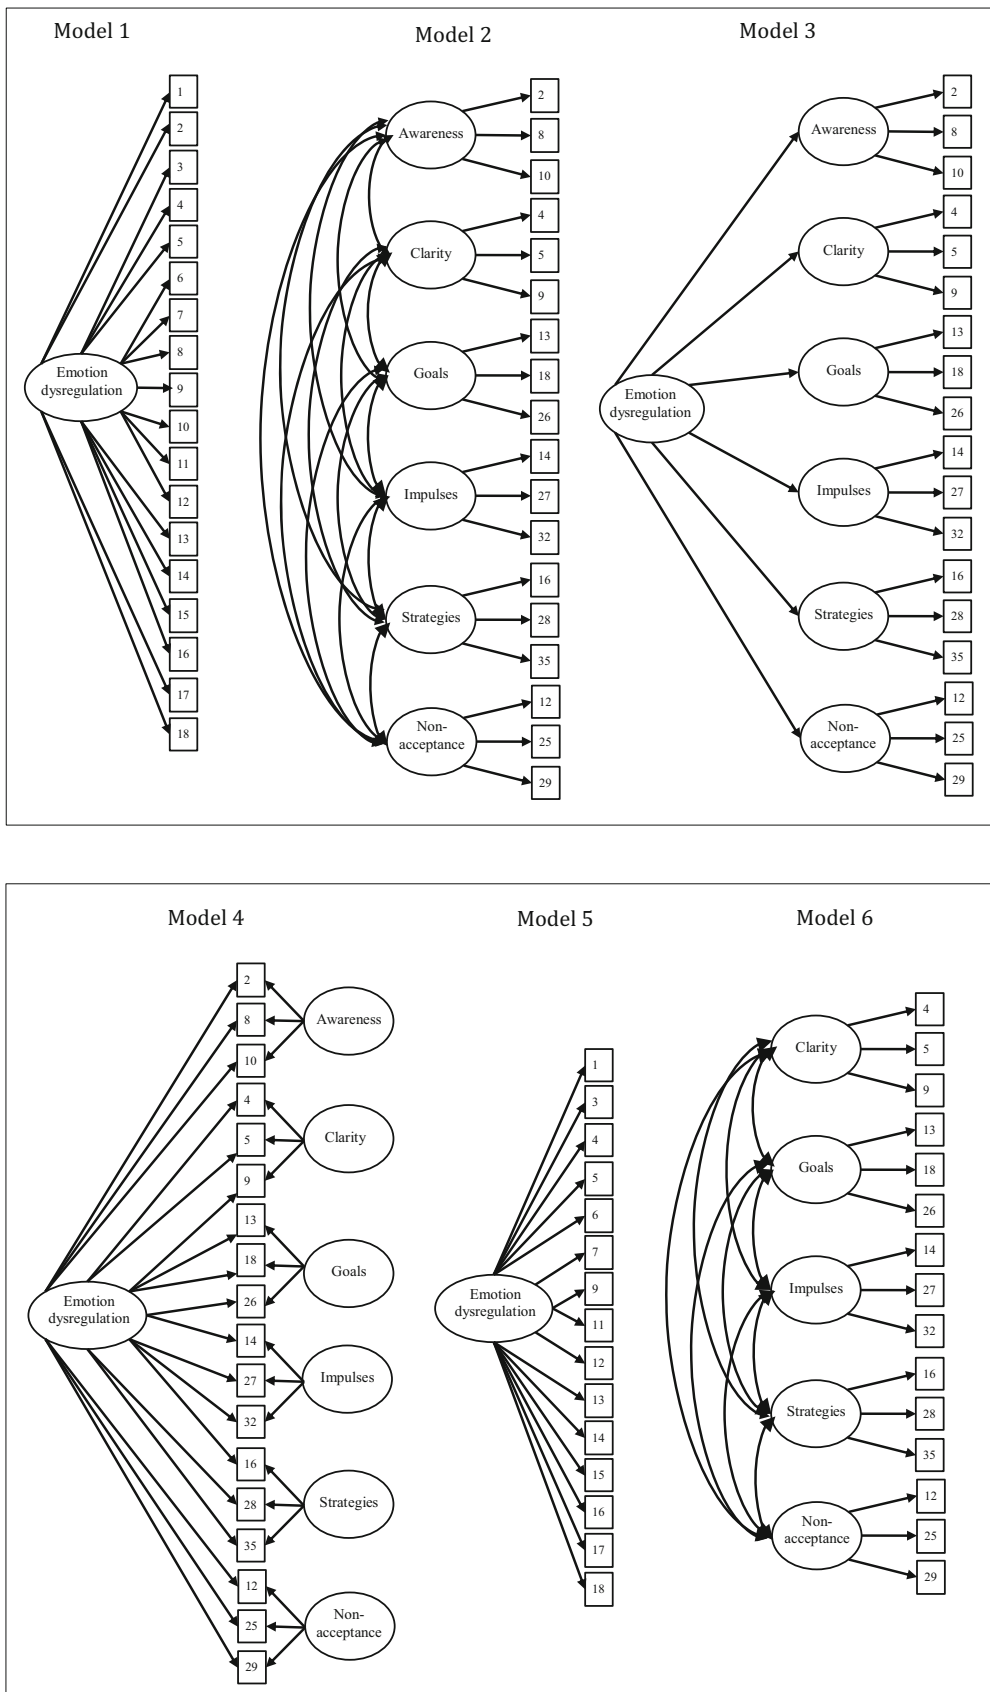 Model 1
1
2
3
4
5
6
7
8
9
10
11
12
13
14
15
16
17
18
Emotion
dysregulation
Model 2
Awareness
2
8
10
Clarity
4
5
9
Goals
13
18
26
Impulses
14
27
32
Strategies
16
28
35
Non-
acceptance
12
25
29
Model 3
Emotion
dysregulation
Awareness
2
8
10
Clarity
4
5
9
Goals
13
18
26
Impulses
14
27
32
Strategies
16
28
35
Non-
acceptance
12
25
29
Model 4
Emotion
dysregulation
2
8
10
Awareness
4
5
9
Clarity
13
18
26
Goals
14
27
32
Impulses
16
28
35
Strategies
12
25
29
Non-
acceptance
Model 5
Emotion
dysregulation
1
3
4
5
6
7
9
11
12
13
14
15
16
17
18
Model 6
Clarity
4
5
9
Goals
13
18
26
Impulses
14
27
32
Strategies
16
28
35
Non-
acceptance
12
25
29